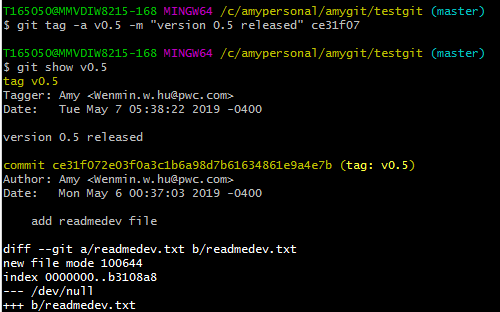 T165050@MMVDIW8215-168 MINGW64 /c/amypersonal/amygit/testgit (master)
$ git tag -a v0.5 -m "version 0.5 released" ce31f07
T165050@MMVDIW8215-168 MINGW64 /c/amypersonal/amygit/testgit (master)
$ git show v0.5
tag v0.5
Tagger: Amy <Wenmin.w.hu@pwc.com>
Date:   Tue May 7 05:38:22 2019 -0400
version 0.5 released
commit ce31f072e03f0a3c1b6a98d7b61634861e9a4e7b (tag: v0.5)
Author: Amy <Wenmin.w.hu@pwc.com>
Date:   Mon May 6 00:37:03 2019 -0400
    add readmedev file
diff --git a/readmedev.txt b/readmedev.txt
new file mode 100644
index 0000000..b3108a8
--- /dev/null
+++ b/readmedev.txt